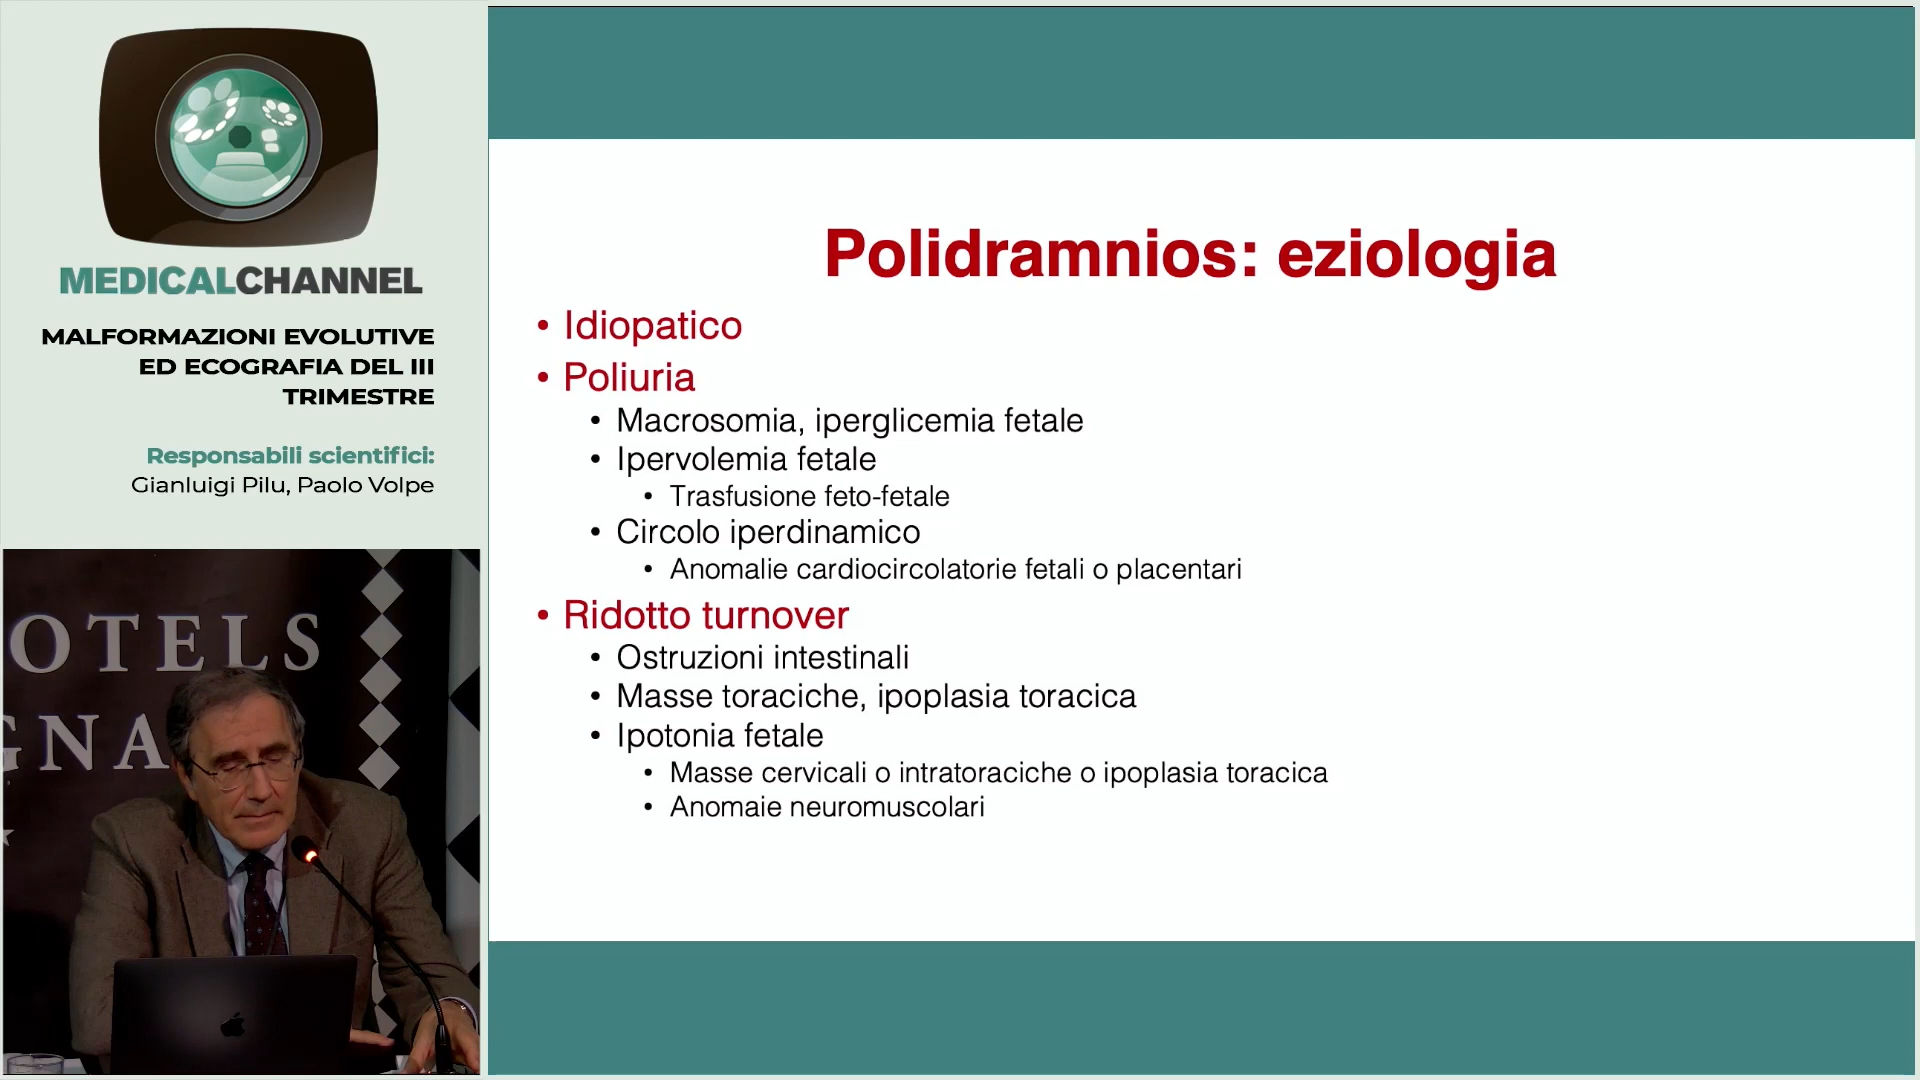 MEDICALCHANNEL
MALFORMAZIONI EVOLUTIVE
ED ECOGRAFIA DEL III
TRIMESTRE
Responsabili scientifici:
Gianluigi Pilu, Paolo Volpe
OTELS
GNA
Polidramnios: eziologia
• Idiopatico
• Poliuria
• Macrosomia, iperglicemia fetale
• Ipervolemia fetale
• Trasfusione feto-fetale
• Circolo iperdinamico
• Anomalie cardiocircolatorie fetali o placentari
• Ridotto turnover
• Ostruzioni intestinali
• Masse toraciche, ipoplasia toracica
• Ipotonia fetale
• Masse cervicali o intratoraciche o ipoplasia toracica
• Anomaie neuromuscolari